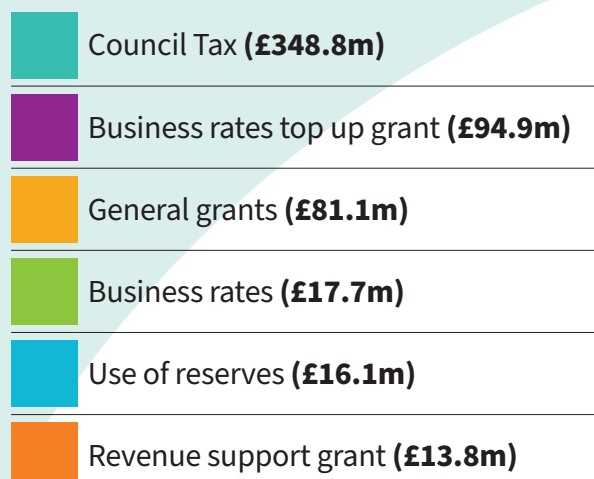 Council Tax (£348.8m)
Business rates top up grant (£94.9m)
General grants (£81.1m)
Business rates (£17.7m)
Use of reserves (£16.1m)
Revenue support grant (£13.8m)